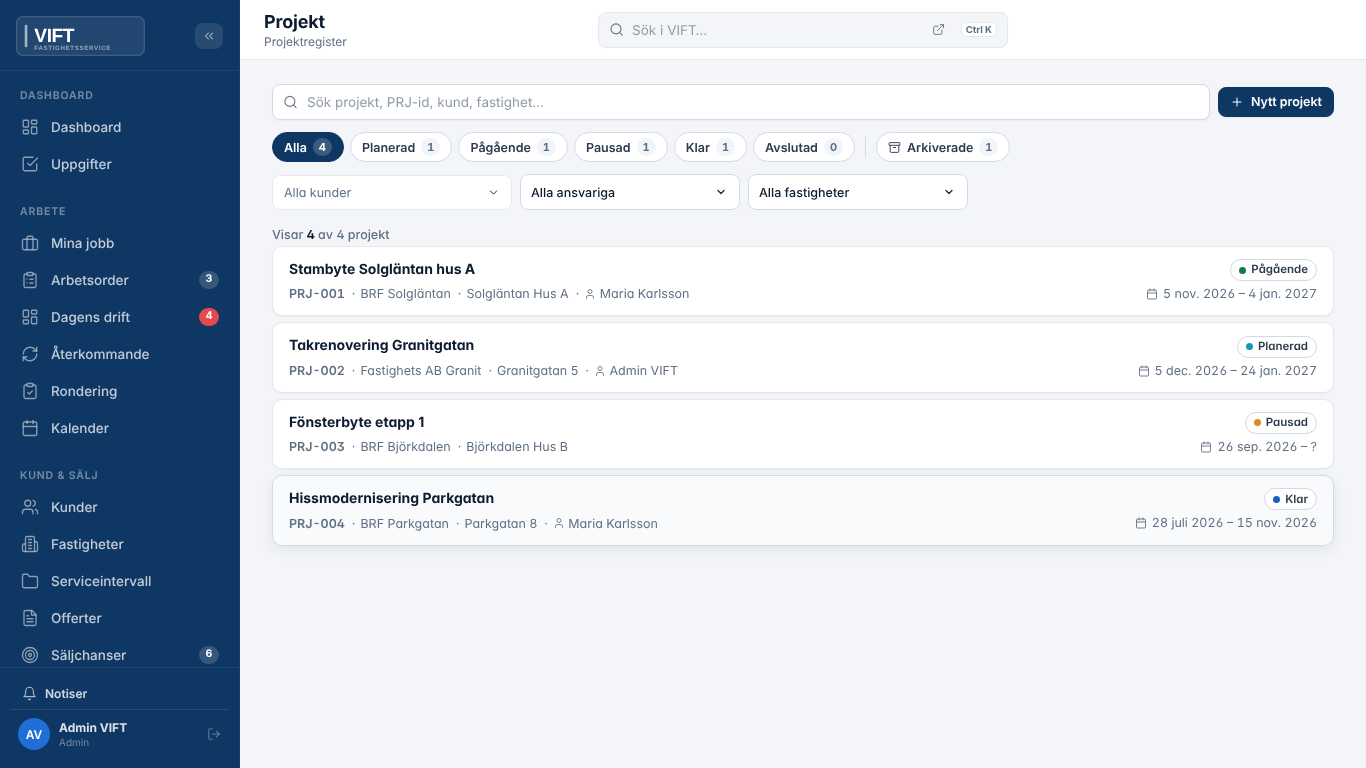 VIFT
FASTIGHETSSERVICE
DASHBOARD
Dashboard
Uppgifter
ARBETE
Mina jobb
Arbetsorder 3
Dagens drift 4
Återkommande
Rondering
Kalender
KUND & SÄLJ
Kunder
Fastigheter
Serviceintervall
Offerter
Säljchanser 6
Notiser
AV
Admin VIFT
Admin
Projekt
Projektregister
Sök i VIFT... Ctrl K
Sök projekt, PRJ-id, kund, fastighet... Nytt projekt
Alla 4 Planerad 1 Pågående 1 Pausad 1 Klar 1 Avslutad 0 Arkiverade 1
Alla kunder Alla ansvariga Alla fastigheter
Visar 4 av 4 projekt
Stambyte Solgläntan hus A Pågående
PRJ-001 · BRF Solgläntan · Solgläntan Hus A · Maria Karlsson 5 nov. 2026 – 4 jan. 2027
Takrenovering Granitgatan Planerad
PRJ-002 · Fastighets AB Granit · Granitgatan 5 · Admin VIFT 5 dec. 2026 – 24 jan. 2027
Fönsterbyte etapp 1 Pausad
PRJ-003 · BRF Björkdalen · Björkdalen Hus B 26 sep. 2026 – ?
Hissmodernisering Parkgatan Klar
PRJ-004 · BRF Parkgatan · Parkgatan 8 · Maria Karlsson 28 juli 2026 – 15 nov. 2026